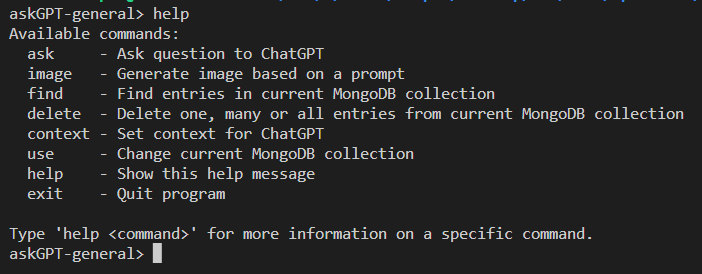 askGPT-general> help
Available commands:
  ask     - Ask question to ChatGPT
  image   - Generate image based on a prompt
  find    - Find entries in current MongoDB collection
  delete  - Delete one, many or all entries from current MongoDB collection
  context - Set context for ChatGPT
  use     - Change current MongoDB collection
  help    - Show this help message
  exit    - Quit program

Type 'help <command>' for more information on a specific command.
askGPT-general>